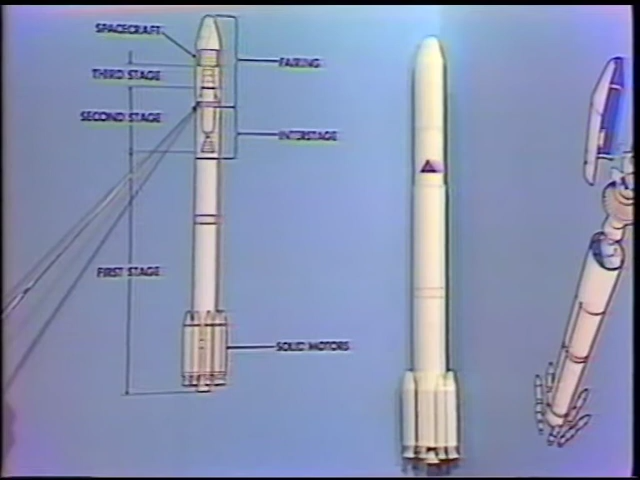 SPACECRAFT
THIRD STAGE
FAIRING
SECOND STAGE
INTERSTAGE
FIRST STAGE
SOLID MOTORS